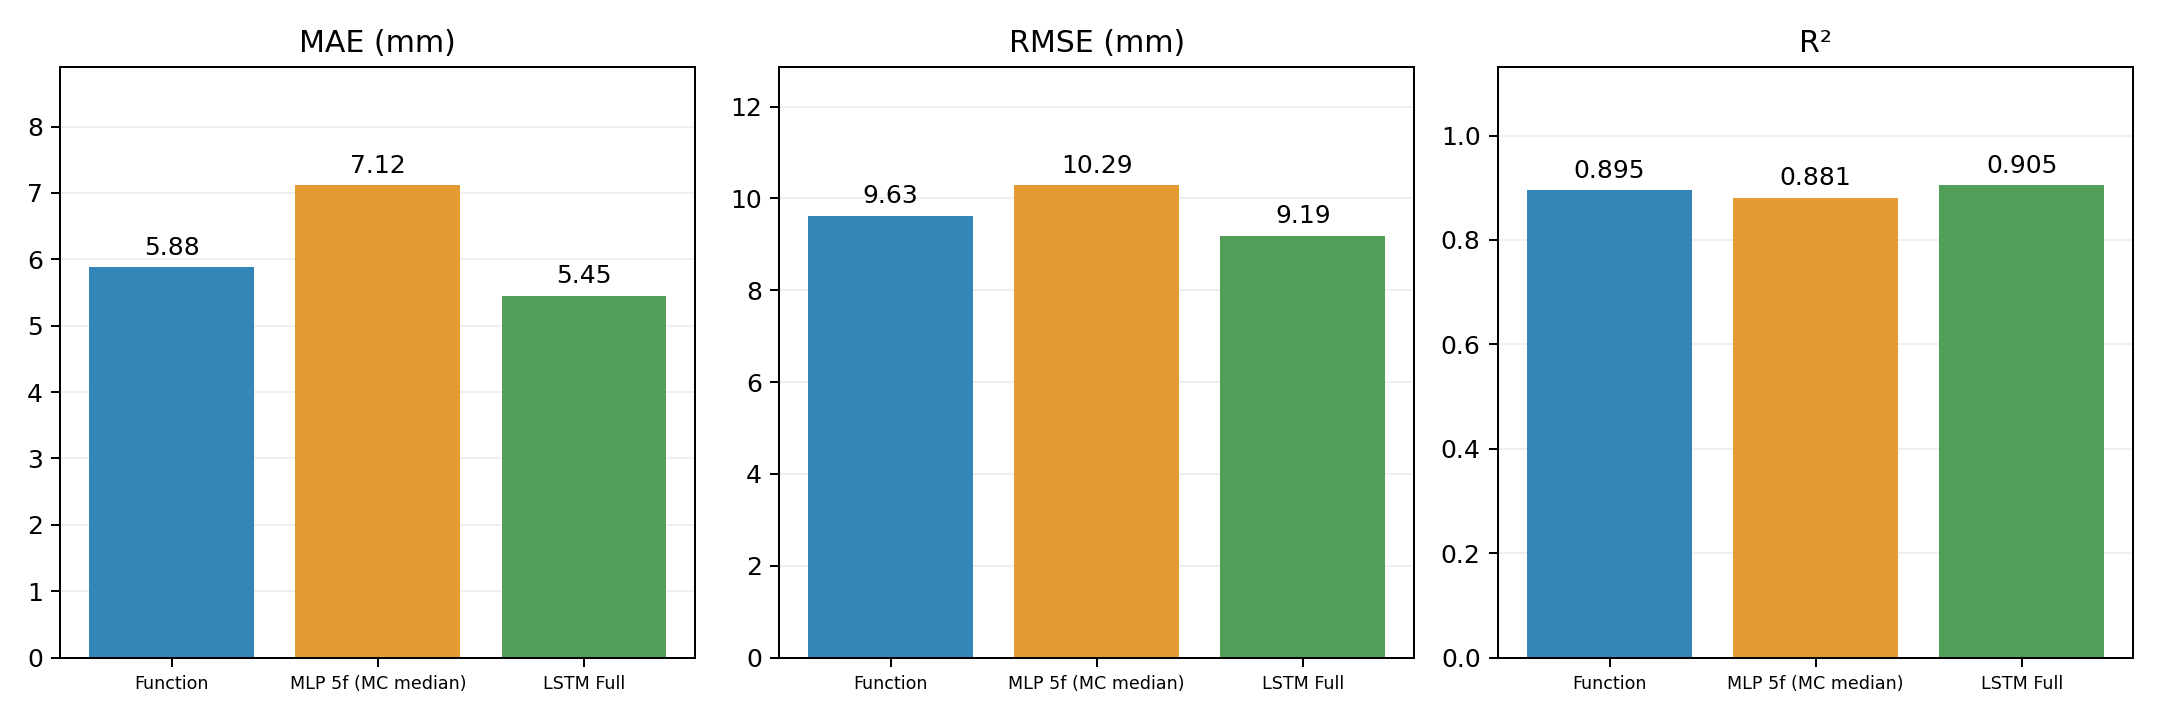 MAE (mm)
8
7
6
5
4
3
2
1
0
5.88
7.12
5.45
Function
MLP 5f (MC median)
LSTM Full
RMSE (mm)
12
10
8
6
4
2
0
9.63
10.29
9.19
Function
MLP 5f (MC median)
LSTM Full
R²
1.0
0.8
0.6
0.4
0.2
0.0
0.895
0.881
0.905
Function
MLP 5f (MC median)
LSTM Full